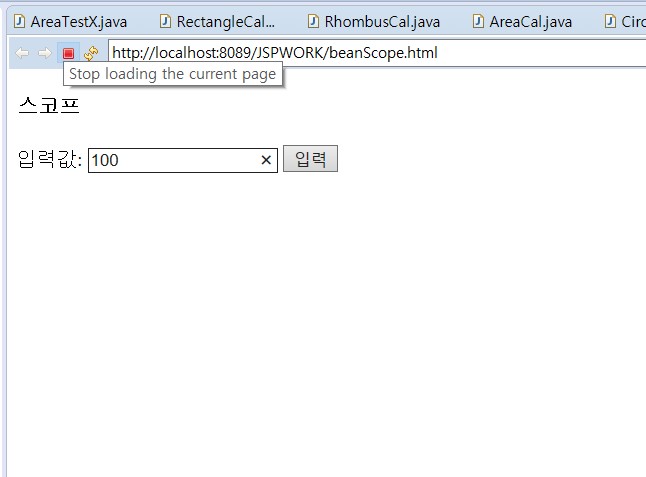 AreaTestX.java RectangleCal... RhombusCal.java AreaCal.java Circ
http://localhost:8089/JSPWORK/beanScope.html
Stop loading the current page
스코프
입력값: 100 × 입력